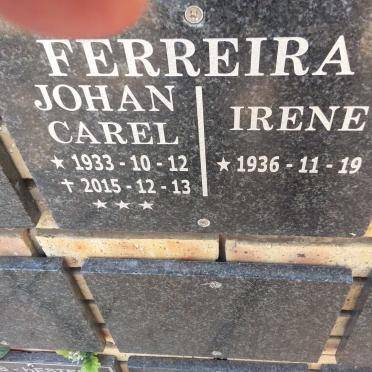 FERREIRA
JOHAN
CAREL
★ 1933 - 10 - 12
✝ 2015 - 12 - 13
★ ★ ★
IRENE
★ 1936 - 11 - 19